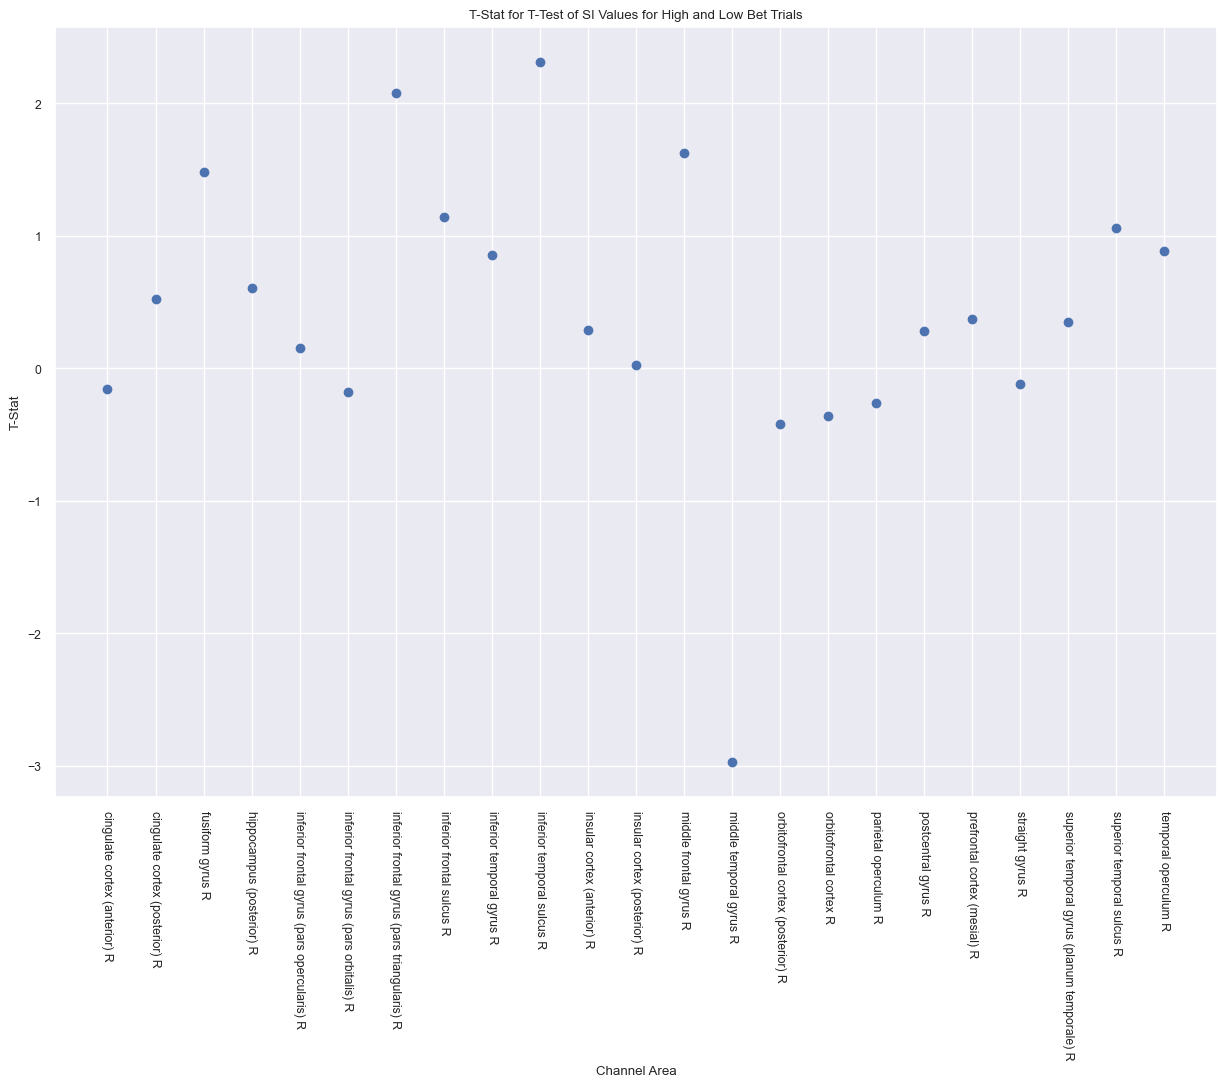 T-Stat for T-Test of SI Values for High and Low Bet Trials
T-Stat
2
1
0
−1
−2
−3
cingulate cortex (anterior) R
cingulate cortex (posterior) R
fusiform gyrus R
hippocampus (posterior) R
inferior frontal gyrus (pars opercularis) R
inferior frontal gyrus (pars orbitalis) R
inferior frontal gyrus (pars triangularis) R
inferior frontal sulcus R
inferior temporal gyrus R
inferior temporal sulcus R
insular cortex (anterior) R
insular cortex (posterior) R
middle frontal gyrus R
middle temporal gyrus R
orbitofrontal cortex (posterior) R
orbitofrontal cortex R
parietal operculum R
postcentral gyrus R
prefrontal cortex (mesial) R
straight gyrus R
superior temporal gyrus (planum temporale) R
superior temporal sulcus R
temporal operculum R
Channel Area